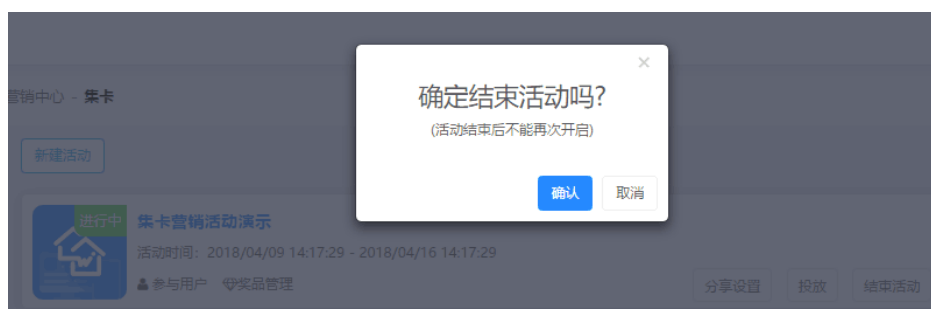 ×
确定结束活动吗?
(活动结束后不能再次开启)
确认
取消
营销中心 - 集卡
新建活动
进行中
集卡营销活动演示
活动时间：2018/04/09 14:17:29 - 2018/04/16 14:17:29
参与用户 奖品管理
分享设置 投放 结束活动